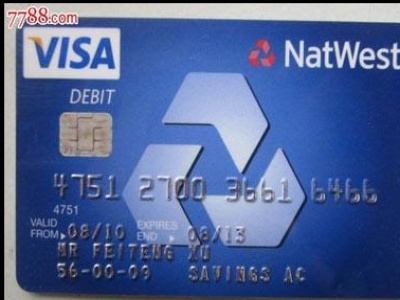 7788.com
VISA
NatWest
DEBIT
4751 2700 3661 6466
4751
VALID FROM 08/10 EXPIRES END 08/13
MR FEITENG XU
56-00-09 SAVINGS AC